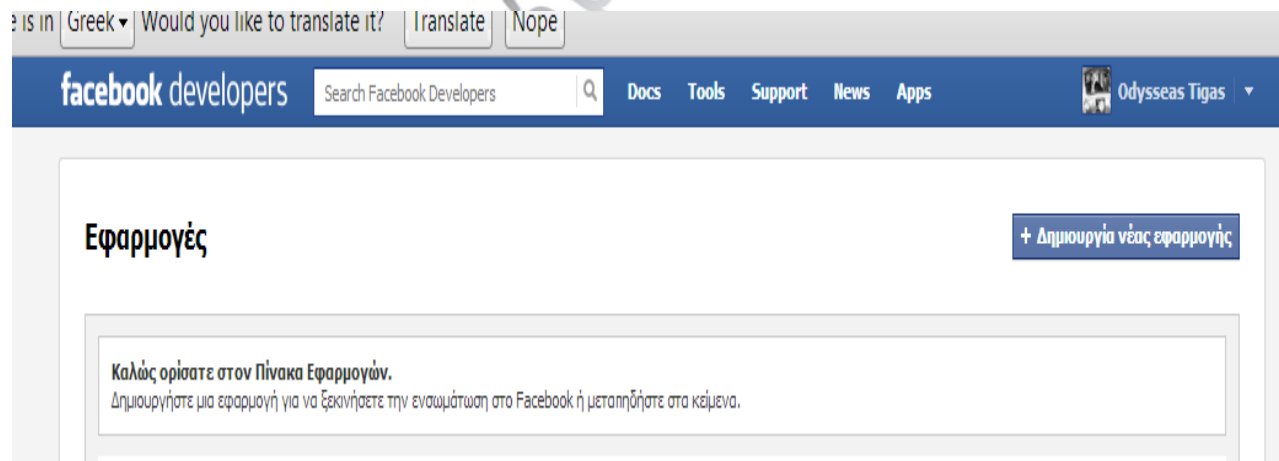 is in Greek Would you like to translate it? Translate Nope
facebook developers Search Facebook Developers Docs Tools Support News Apps Odysseas Tigas
Εφαρμογές
+ Δημιουργία νέας εφαρμογής
Καλώς ορίσατε στον Πίνακα Εφαρμογών.
Δημιουργήστε μια εφαρμογή για να ξεκινήσετε την ενσωμάτωση στο Facebook ή μεταπηδήστε στα κείμενα.